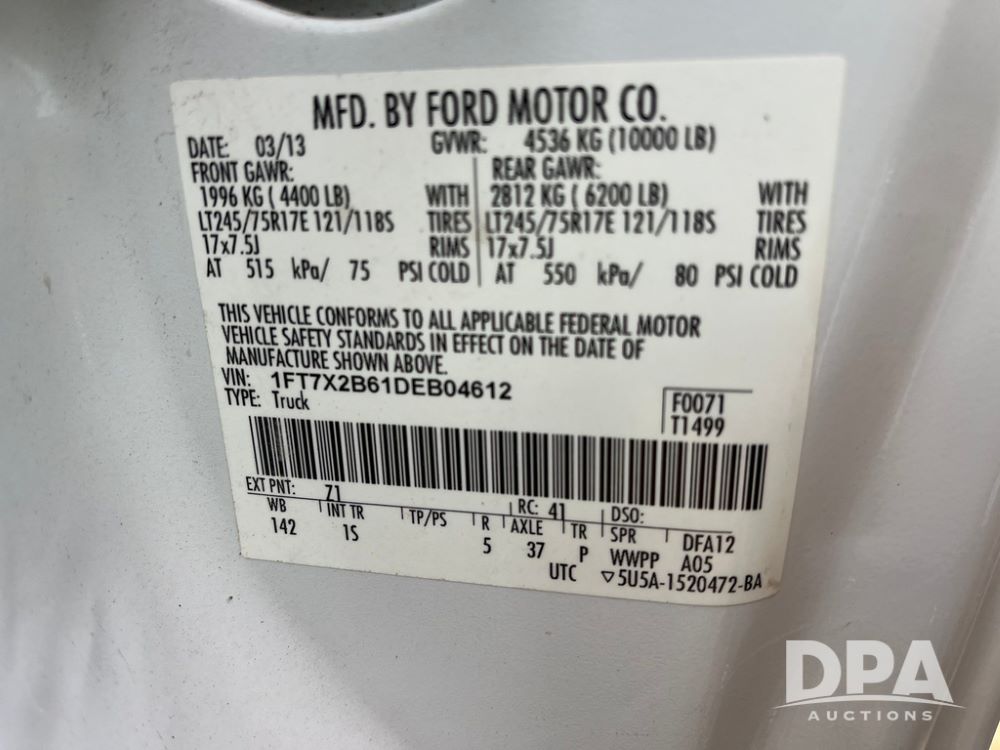 MFD. BY FORD MOTOR CO.
DATE: 03/13 GVWR: 4536 KG (10000 LB)
FRONT GAWR: REAR GAWR:
1996 KG ( 4400 LB) WITH 2812 KG ( 6200 LB) WITH
LT245/75R17E 121/118S TIRES LT245/75R17E 121/118S TIRES
17x7.5J RIMS 17x7.5J RIMS
AT 515 kPa/ 75 PSI COLD AT 550 kPa/ 80 PSI COLD
THIS VEHICLE CONFORMS TO ALL APPLICABLE FEDERAL MOTOR
VEHICLE SAFETY STANDARDS IN EFFECT ON THE DATE OF
MANUFACTURE SHOWN ABOVE.
VIN: 1FT7X2B61DEB04612
TYPE: Truck
F0071
T1499
EXT PNT: Z1 RC: 41 DSO:
WB INT TR TP/PS R AXLE TR SPR DFA12
142 1S 5 37 P WWPP A05
UTC ▽5U5A-1520472-BA
DPA
AUCTIONS